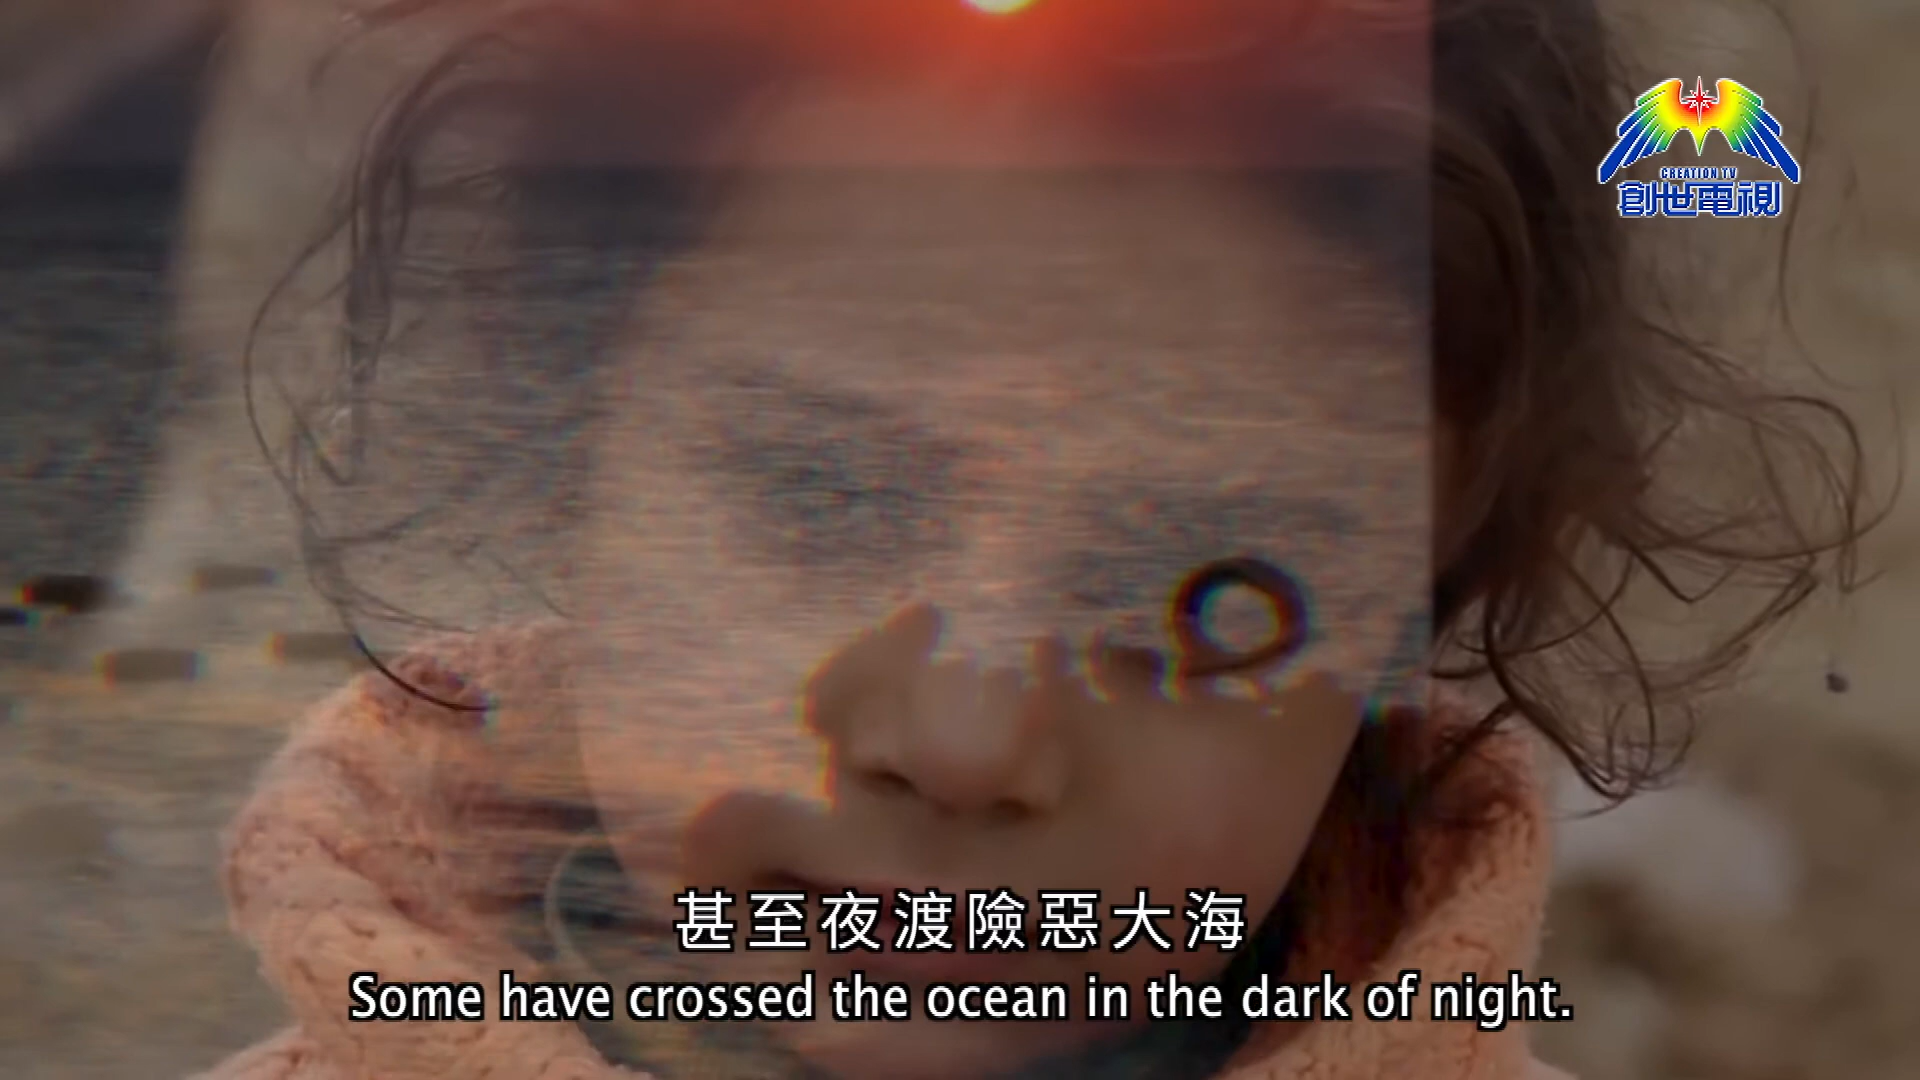 CREATION TV
創世電視
甚至夜渡險惡大海
Some have crossed the ocean in the dark of night.